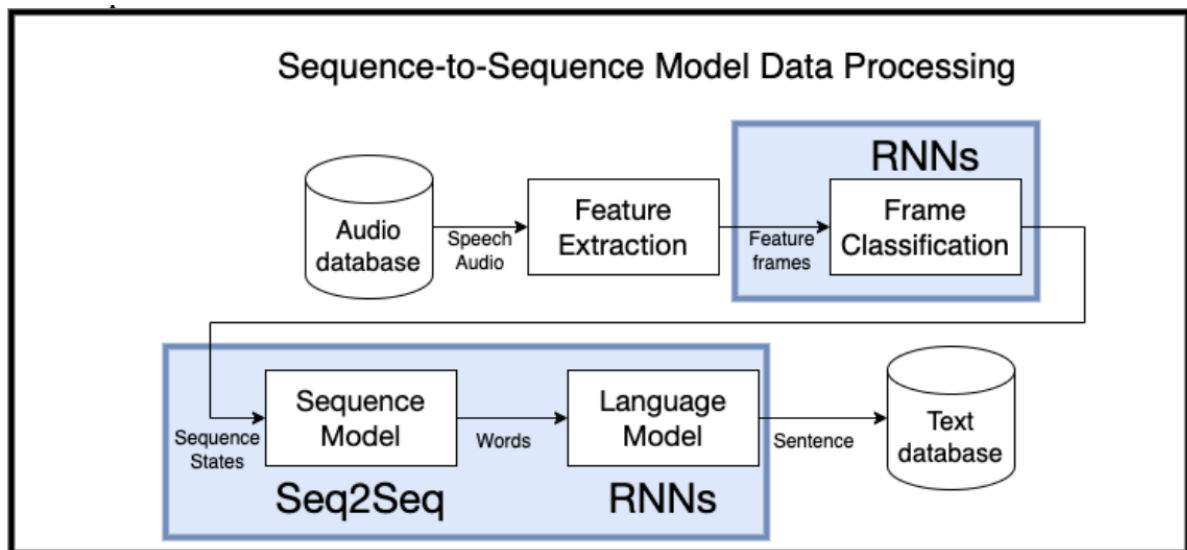 Sequence-to-Sequence Model Data Processing
RNNs
Audio
database
Speech
Audio
Feature
Extraction
Feature
frames
Frame
Classification
Sequence
States
Sequence
Model
Words
Language
Model
Sentence
Text
database
Seq2Seq
RNNs